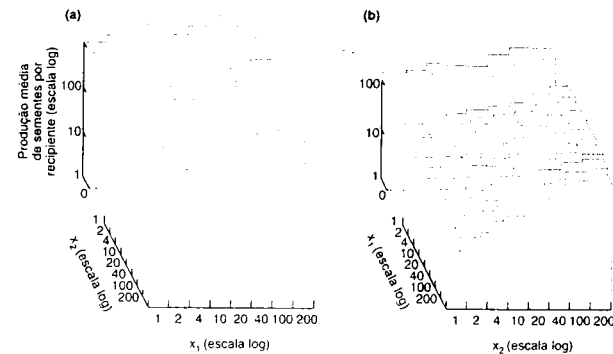 (a)
(b)
Produção média
de sementes por
recipiente (escala log)
100
10
1
0
1
2
4
10
20
40
100
200
x₂ (escala log)
1 2 4 10 20 40 100 200
x₁ (escala log)
100
10
1
0
1
2
4
10
20
40
100
200
x₁ (escala log)
1 2 4 10 20 40 100 200
x₂ (escala log)